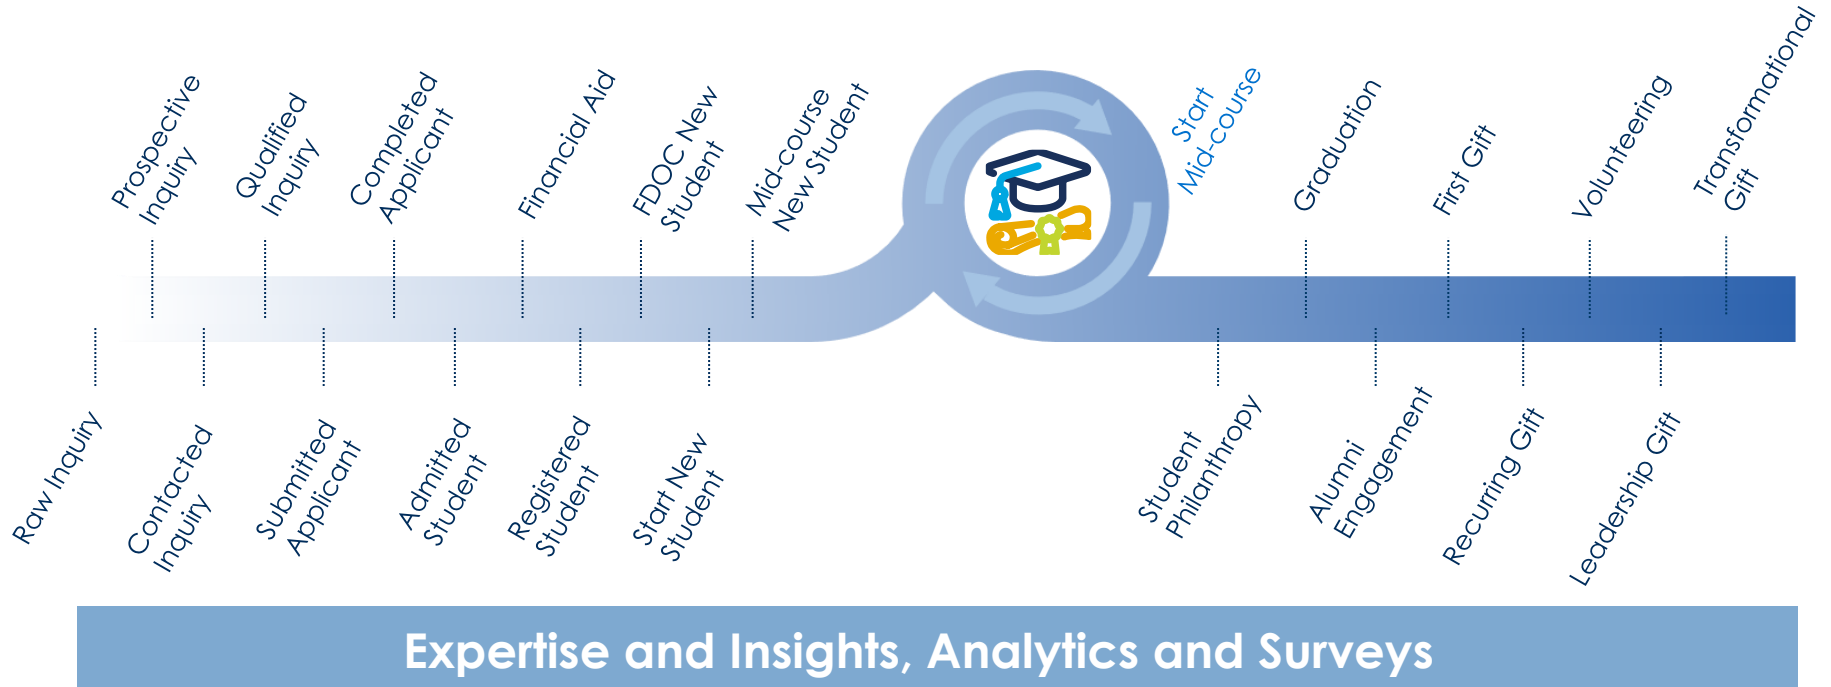 Prospective
Inquiry
Qualified
Inquiry
Completed
Applicant
Financial Aid
FDOC New
Student
Mid-course
New Student
Start
Mid-course
Graduation
First Gift
Volunteering
Transformational
Gift
Raw Inquiry
Contacted
Inquiry
Submitted
Applicant
Admitted
Student
Registered
Student
Start New
Student
Student
Philanthropy
Alumni
Engagement
Recurring Gift
Leadership Gift
Expertise and Insights, Analytics and Surveys